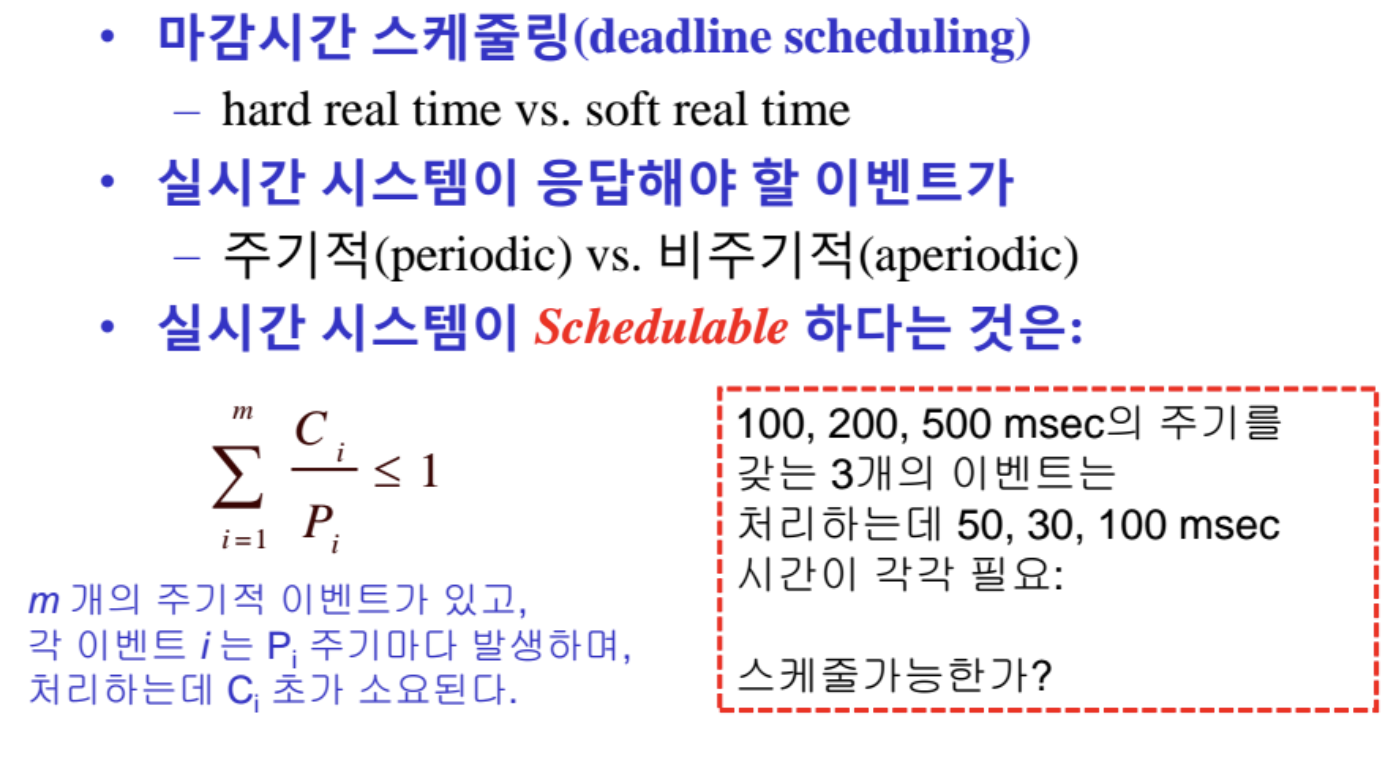 • 마감시간 스케줄링(deadline scheduling)
– hard real time vs. soft real time
• 실시간 시스템이 응답해야 할 이벤트가
– 주기적(periodic) vs. 비주기적(aperiodic)
• 실시간 시스템이 Schedulable 하다는 것은:
m
∑ C_i / P_i ≤ 1
i=1
m 개의 주기적 이벤트가 있고,
각 이벤트 i 는 P_i 주기마다 발생하며,
처리하는데 C_i 초가 소요된다.
100, 200, 500 msec의 주기를
갖는 3개의 이벤트는
처리하는데 50, 30, 100 msec
시간이 각각 필요:
스케줄가능한가?